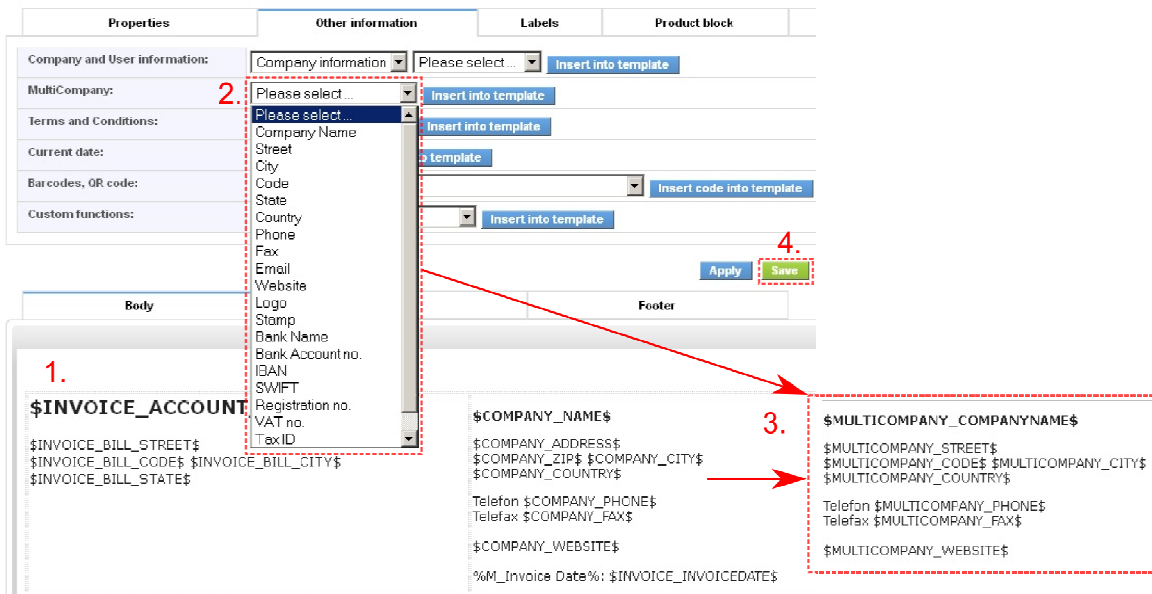 Properties
Other information
Labels
Product block
Company and User information:
Company information
Please select...
Insert into template
MultiCompany:
2.
Please select...
Insert into template
Terms and Conditions:
Insert into template
Current date:
o template
Barcodes, QR code:
Insert code into template
Custom functions:
Insert into template
Please select...
Company Name
Street
City
Code
State
Country
Phone
Fax
Email
Website
Logo
Stamp
Bank Name
Bank Account no.
IBAN
SWIFT
Registration no.
VAT no.
Tax ID
4.
Apply
Save
Body
Footer
1.
$INVOICE_ACCOUNT
$INVOICE_BILL_STREET$
$INVOICE_BILL_CODE$ $INVOICE_BILL_CITY$
$INVOICE_BILL_STATE$
$COMPANY_NAME$
$COMPANY_ADDRESS$
$COMPANY_ZIP$ $COMPANY_CITY$
$COMPANY_COUNTRY$
Telefon $COMPANY_PHONE$
Telefax $COMPANY_FAX$
$COMPANY_WEBSITE$
%M_Invoice Date%: $INVOICE_INVOICEDATE$
3.
$MULTICOMPANY_COMPANYNAME$
$MULTICOMPANY_STREET$
$MULTICOMPANY_CODE$ $MULTICOMPANY_CITY$
$MULTICOMPANY_COUNTRY$
Telefon $MULTICOMPANY_PHONE$
Telefax $MULTICOMPANY_FAX$
$MULTICOMPANY_WEBSITE$